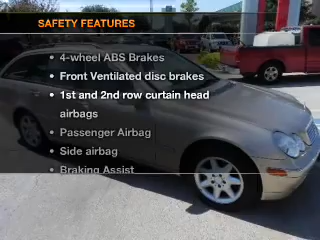 SAFETY FEATURES
• 4-wheel ABS Brakes
• Front Ventilated disc brakes
• 1st and 2nd row curtain head
airbags
• Passenger Airbag
• Side airbag
• Braking Assist